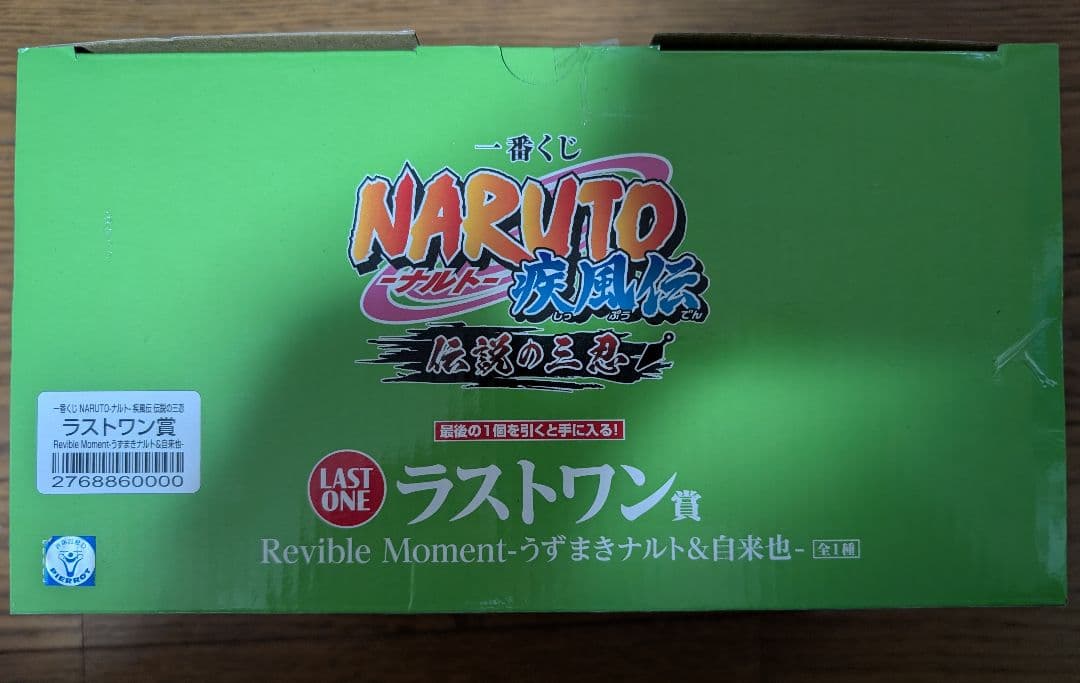 一番くじ
NARUTO
-ナルト-
疾風伝
しっ ぷう でん
伝説の三忍
最後の1個を引くと手に入る!
LAST
ONE
ラストワン賞
Revible Moment-うずまきナルト&自来也- 全1種
一番くじ NARUTO-ナルト- 疾風伝 伝説の三忍
ラストワン賞
Revible Moment-うずまきナルト&自来也-
2768860000
PIERROT